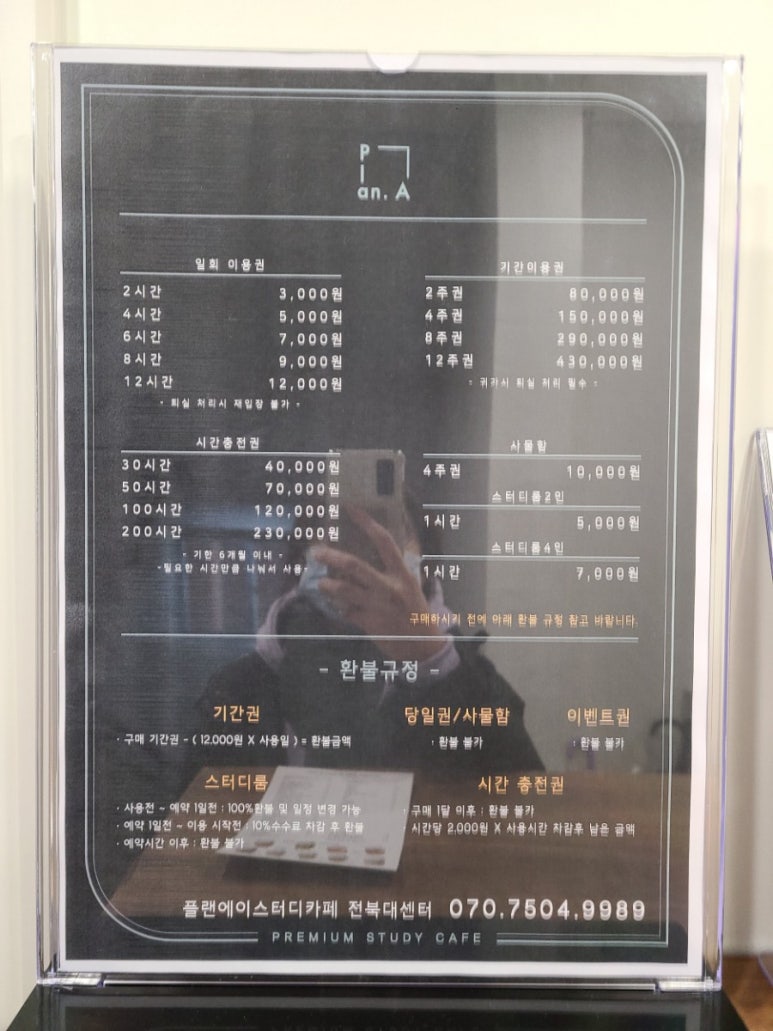 Plan. A
일회 이용권
2시간 3,000원
4시간 5,000원
6시간 7,000원
8시간 9,000원
12시간 12,000원
- 퇴실 처리시 재입장 불가 -
기간이용권
2주권 80,000원
4주권 150,000원
8주권 290,000원
12주권 430,000원
- 귀가시 퇴실 처리 필수 -
시간충전권
30시간 40,000원
50시간 70,000원
100시간 120,000원
200시간 230,000원
- 기한 6개월 이내 -
-필요한 시간만큼 나눠서 사용-
사물함
4주권 10,000원
스터디룸2인
1시간 5,000원
스터디룸4인
1시간 7,000원
구매하시기 전에 아래 환불 규정 참고 바랍니다.
- 환불규정 -
기간권
· 구매 기간권 - ( 12,000원 X 사용일 ) = 환불금액
당일권/사물함
· 환불 불가
이벤트권
· 환불 불가
스터디룸
· 사용전 ~ 예약 1일전 : 100%환불 및 일정 변경 가능
· 예약 1일전 ~ 이용 시작전 : 10%수수료 차감 후 환불
· 예약시간 이후 : 환불 불가
시간 충전권
· 구매 1달 이후 : 환불 불가
· 시간당 2,000원 X 사용시간 차감후 남은 금액
플랜에이스터디카페 전북대센터 070.7504.9989
PREMIUM STUDY CAFE